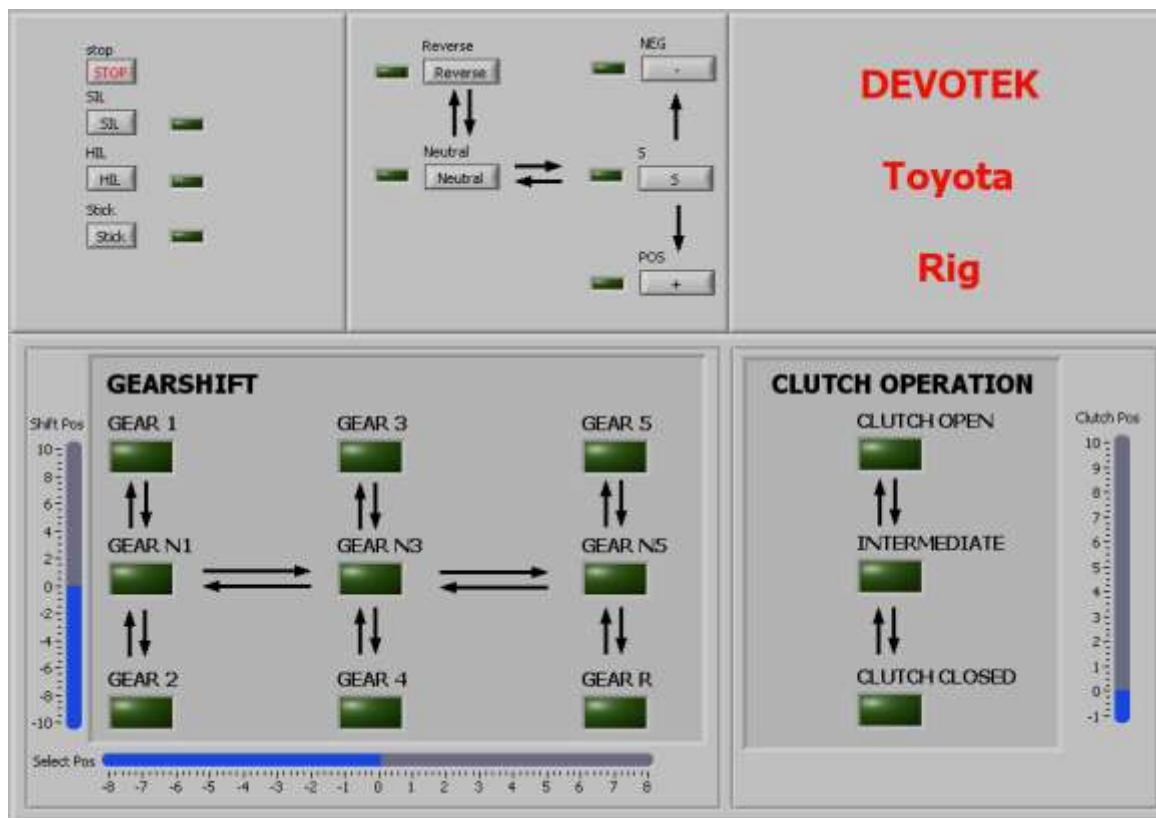 stop
STOP
SIL
SIL
HIL
HIL
Stick
Stick
Reverse
Reverse
Neutral
Neutral
NEG
-
S
S
POS
+
DEVOTEK
Toyota
Rig
GEARSHIFT
Shift Pos
10
8
6
4
2
0
-2
-4
-6
-8
-10
GEAR 1 GEAR 3 GEAR 5
GEAR N1 GEAR N3 GEAR N5
GEAR 2 GEAR 4 GEAR R
Select Pos
-8 -7 -6 -5 -4 -3 -2 -1 0 1 2 3 4 5 6 7 8
CLUTCH OPERATION
CLUTCH OPEN
INTERMEDIATE
CLUTCH CLOSED
Clutch Pos
10
9
8
7
6
5
4
3
2
1
0
-1